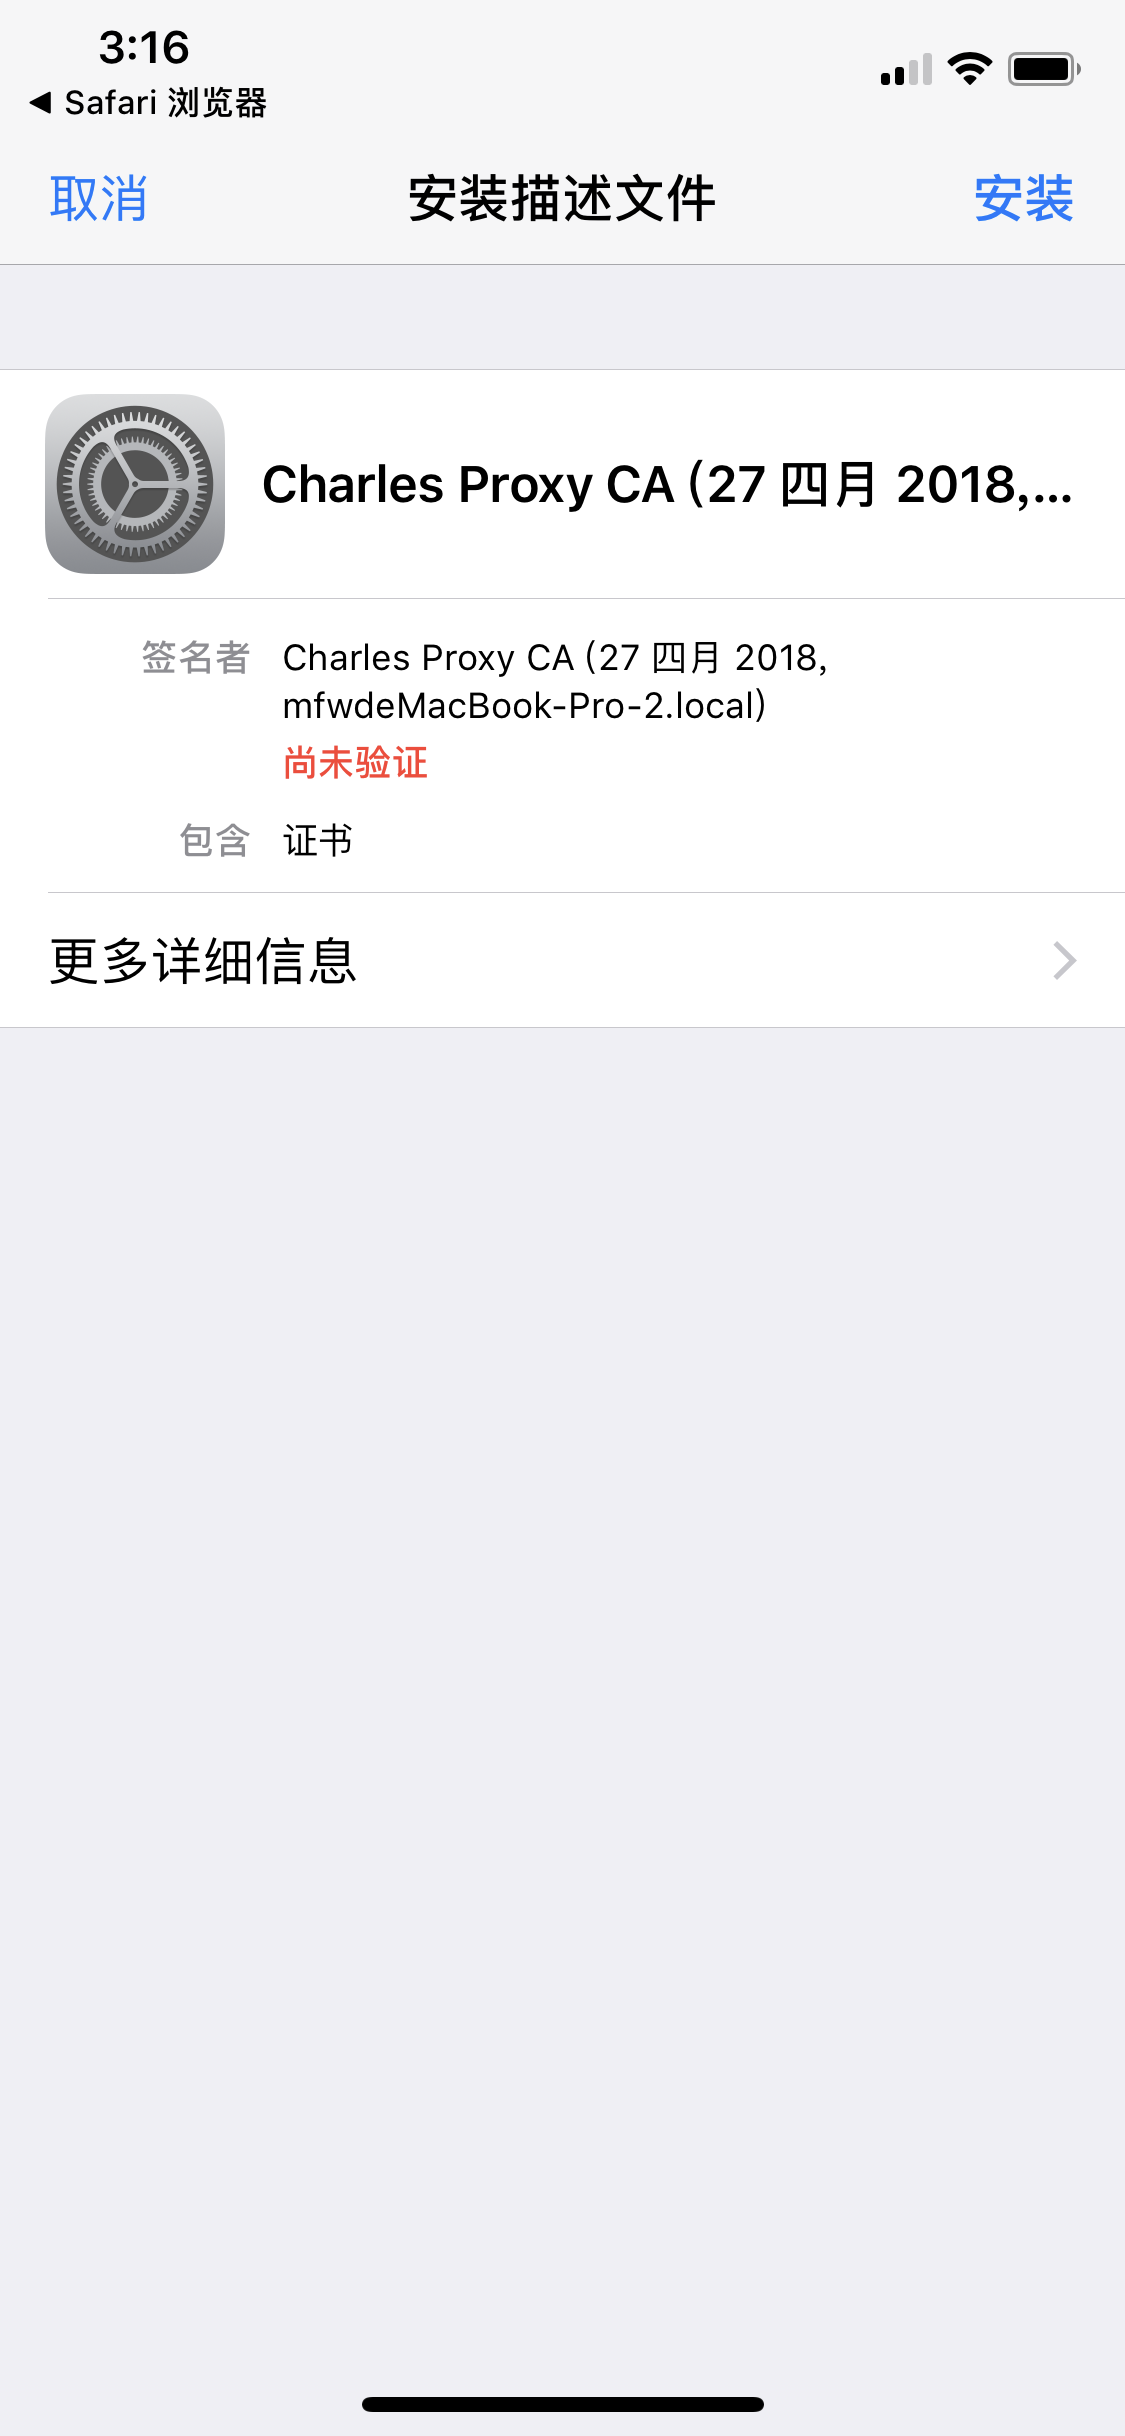 3:16
◀ Safari 浏览器
取消 安装描述文件 安装
Charles Proxy CA (27 四月 2018,...
签名者 Charles Proxy CA (27 四月 2018,
mfwdeMacBook-Pro-2.local)
尚未验证
包含 证书
更多详细信息